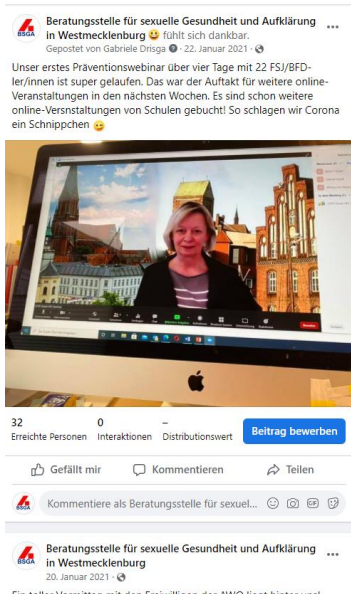 Beratungsstelle für sexuelle Gesundheit und Aufklärung
in Westmecklenburg 😃 fühlt sich dankbar.
Gepostet von Gabriele Drisga · 22. Januar 2021 ·
Unser erstes Präventionswebinar über vier Tage mit 22 FSJ/BFD-
ler/innen ist super gelaufen. Das war der Auftakt für weitere online-
Veranstaltungen in den nächsten Wochen. Es sind schon weitere
online-Versnstaltungen von Schulen gebucht! So schlagen wir Corona
ein Schnippchen 😄
32
Erreichte Personen
0
Interaktionen
–
Distributionswert
Beitrag bewerben
Gefällt mir
Kommentieren
Teilen
BSGA
Kommentiere als Beratungsstelle für sexuel...
GIF
BSGA
Beratungsstelle für sexuelle Gesundheit und Aufklärung
in Westmecklenburg
20. Januar 2021 ·